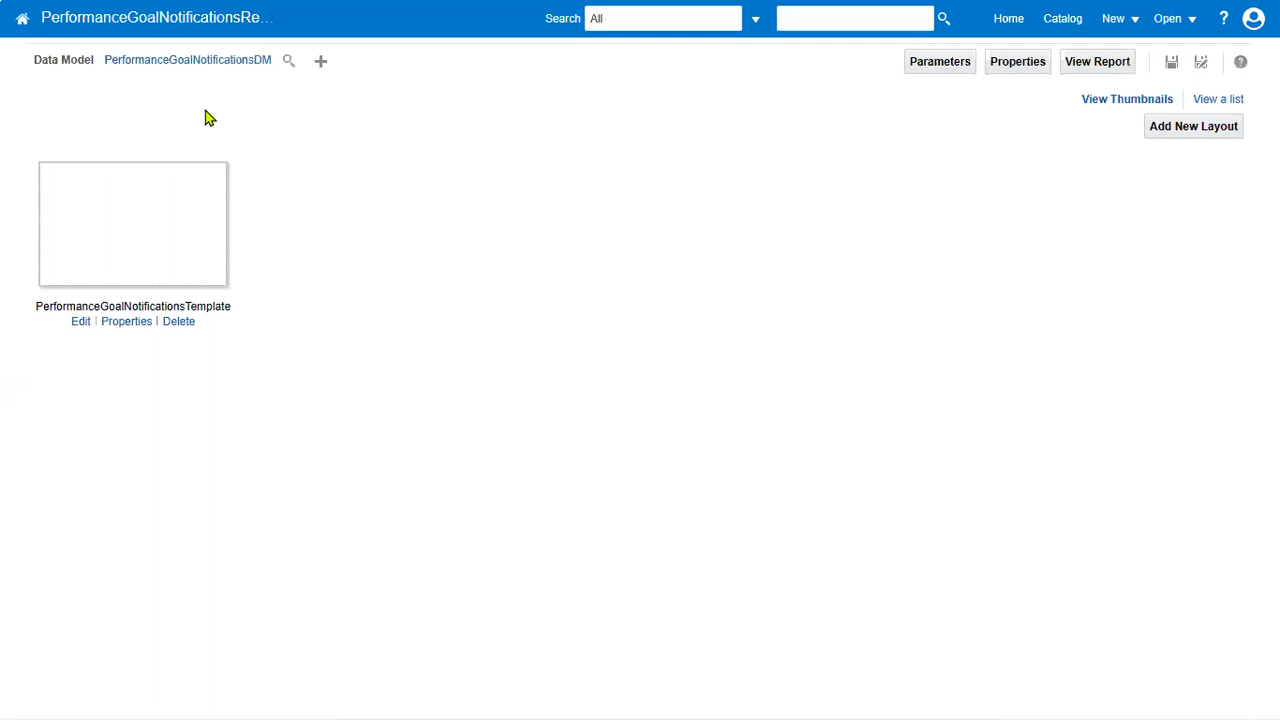 PerformanceGoalNotificationsRe...
Search All
Home Catalog New Open ?
Data Model PerformanceGoalNotificationsDM
Parameters Properties View Report ?
View Thumbnails View a list
Add New Layout
PerformanceGoalNotificationsTemplate
Edit Properties Delete